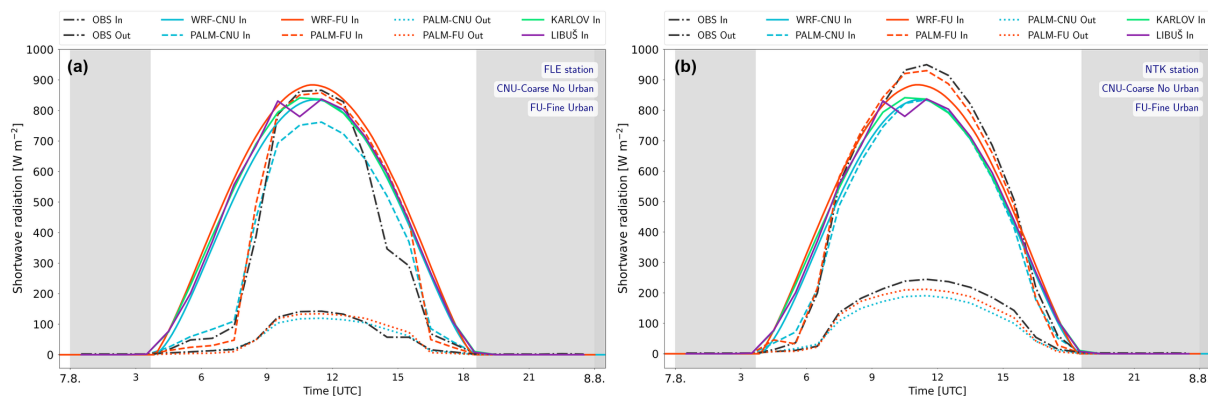 OBS In WRF-CNU In WRF-FU In PALM-CNU Out KARLOV In
OBS Out PALM-CNU In PALM-FU In PALM-FU Out LIBUŠ In
(a)
FLE station
CNU-Coarse No Urban
FU-Fine Urban
Shortwave radiation [W m⁻²]
1000
900
800
700
600
500
400
300
200
100
0
7.8. 3 6 9 12 15 18 21 8.8.
Time [UTC]
OBS In WRF-CNU In WRF-FU In PALM-CNU Out KARLOV In
OBS Out PALM-CNU In PALM-FU In PALM-FU Out LIBUŠ In
(b)
NTK station
CNU-Coarse No Urban
FU-Fine Urban
Shortwave radiation [W m⁻²]
1000
900
800
700
600
500
400
300
200
100
0
7.8. 3 6 9 12 15 18 21 8.8.
Time [UTC]